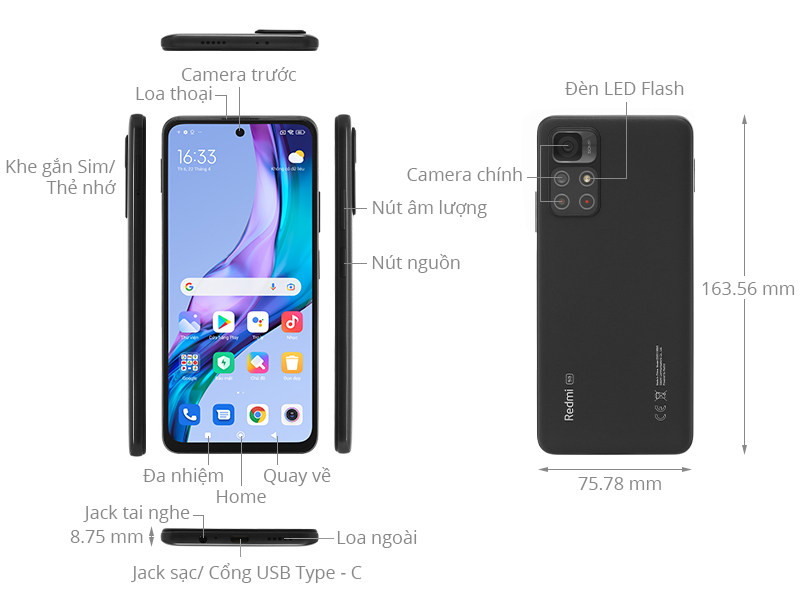 Camera trước
Loa thoại
Đèn LED Flash
16:33
Khe gắn Sim/
Thẻ nhớ
Camera chính
Nút âm lượng
Nút nguồn
163.56 mm
Google
Redmi 5G
Đa nhiệm
Quay về
Home
75.78 mm
Jack tai nghe
8.75 mm
Loa ngoài
Jack sạc/ Cổng USB Type - C